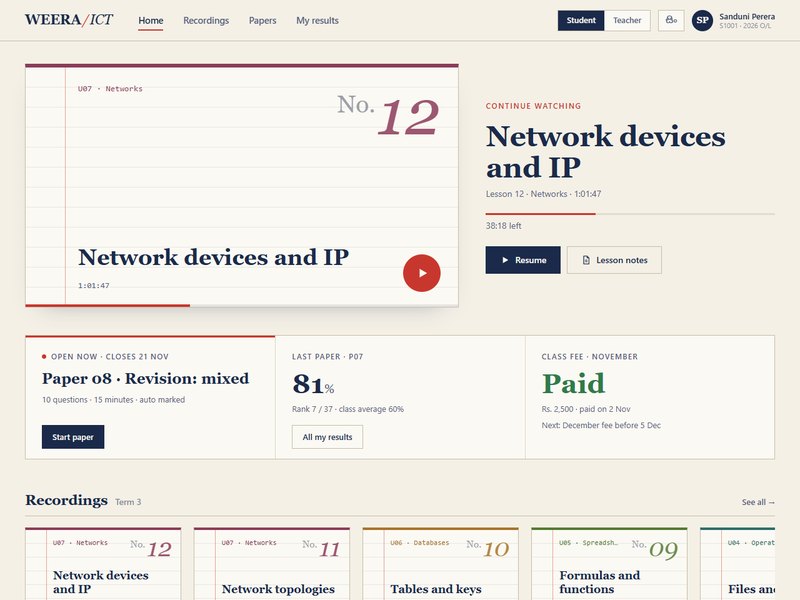 WEERA/ICT
Home
Recordings
Papers
My results
Student
Teacher
SP
Sanduni Perera
S1001 · 2026 O/L
U07 · Networks
No. 12
Network devices and IP
1:01:47
CONTINUE WATCHING
Network devices
and IP
Lesson 12 · Networks · 1:01:47
38:18 left
Resume
Lesson notes
OPEN NOW · CLOSES 21 NOV
Paper 08 · Revision: mixed
10 questions · 15 minutes · auto marked
Start paper
LAST PAPER · P07
81%
Rank 7 / 37 · class average 60%
All my results
CLASS FEE · NOVEMBER
Paid
Rs. 2,500 · paid on 2 Nov
Next: December fee before 5 Dec
Recordings
Term 3
See all →
U07 · Networks
No. 12
Network devices
and IP
U07 · Networks
No. 11
Network topologies
U06 · Databases
No. 10
Tables and keys
U05 · Spreadsh…
No. 09
Formulas and
functions
U04 · Operat
Files an